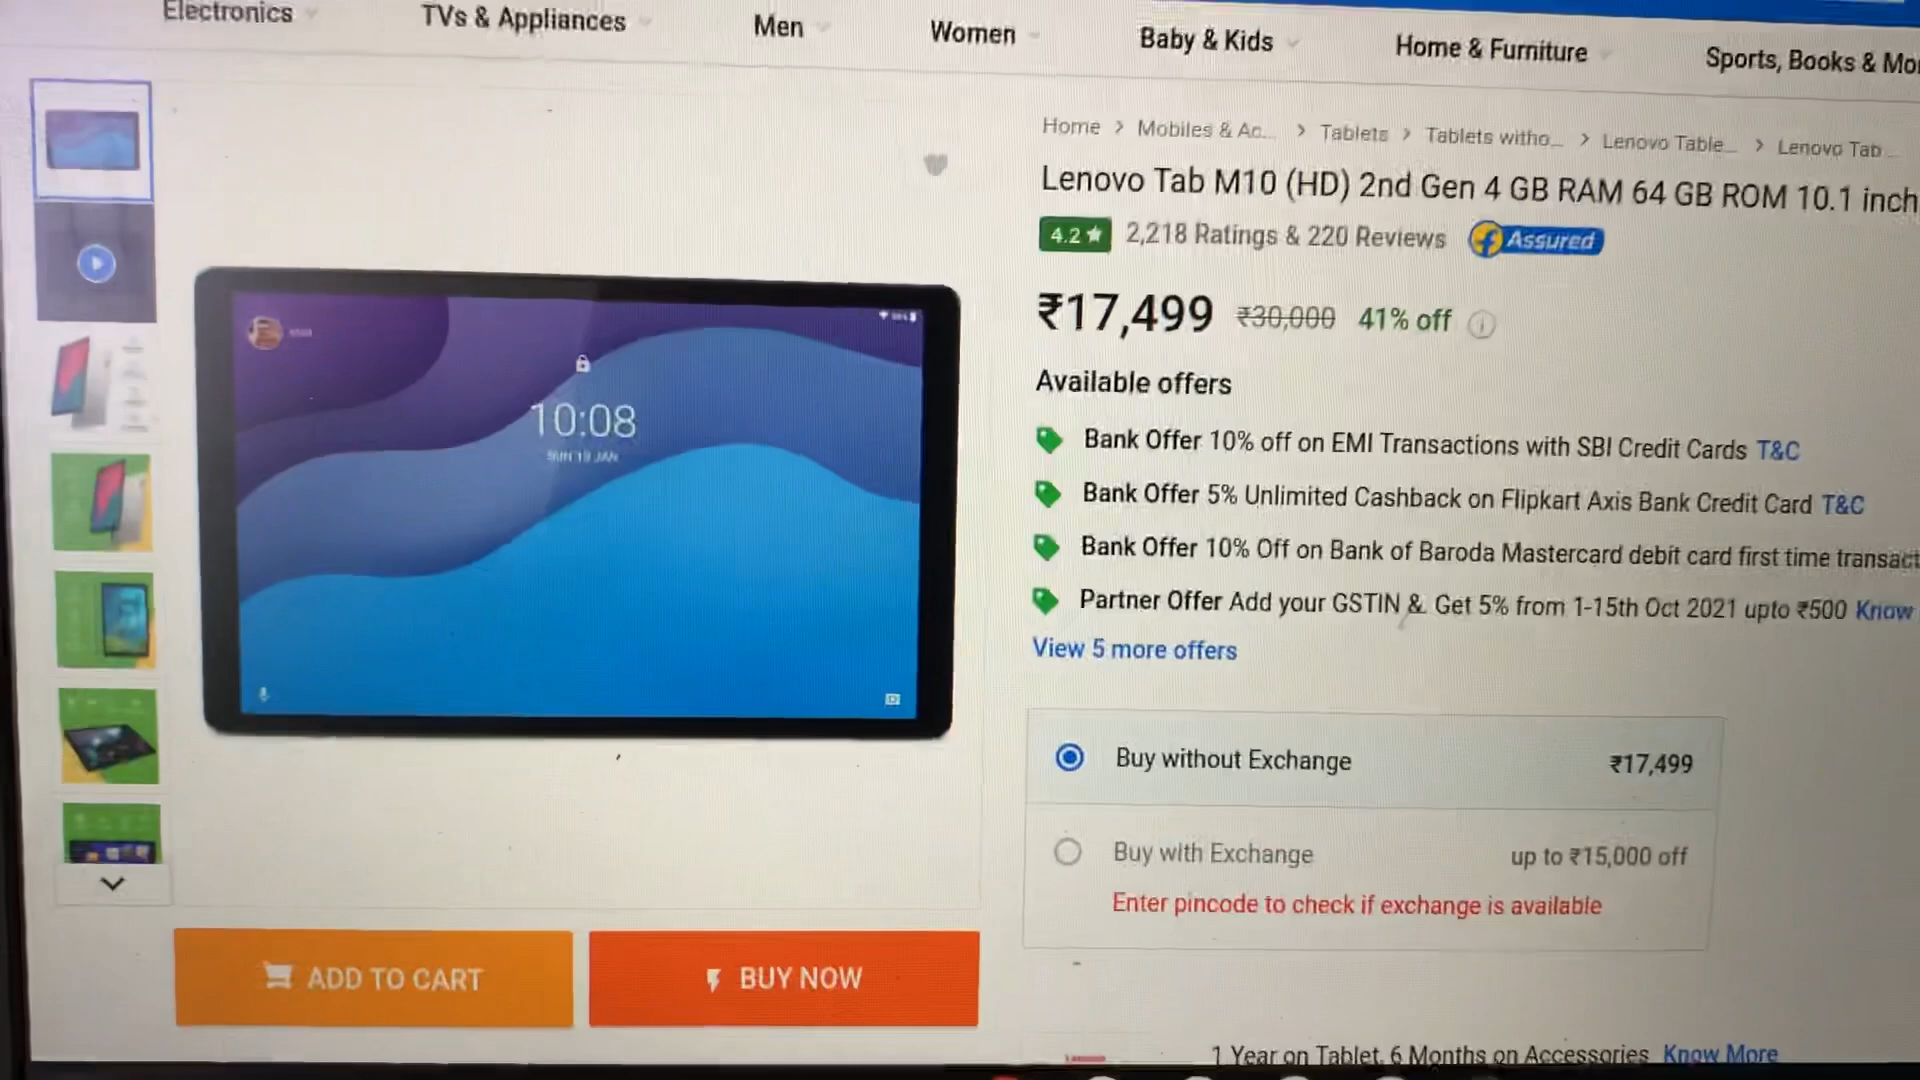 Electronics
TVs & Appliances
Men
Women
Baby & Kids
Home & Furniture
Sports, Books & Mo
Home > Mobiles & Ac... > Tablets > Tablets witho... > Lenovo Table... > Lenovo Tab ...
Lenovo Tab M10 (HD) 2nd Gen 4 GB RAM 64 GB ROM 10.1 inch
4.2★ 2,218 Ratings & 220 Reviews Assured
₹17,499 ₹30,000 41% off
Available offers
Bank Offer 10% off on EMI Transactions with SBI Credit Cards T&C
Bank Offer 5% Unlimited Cashback on Flipkart Axis Bank Credit Card T&C
Bank Offer 10% Off on Bank of Baroda Mastercard debit card first time transact
Partner Offer Add your GSTIN & Get 5% from 1-15th Oct 2021 upto ₹500 Know
View 5 more offers
Buy without Exchange ₹17,499
Buy with Exchange up to ₹15,000 off
Enter pincode to check if exchange is available
1 Year on Tablet, 6 Months on Accessories Know More
10:08
SUN 19 JAN
ADD TO CART
BUY NOW